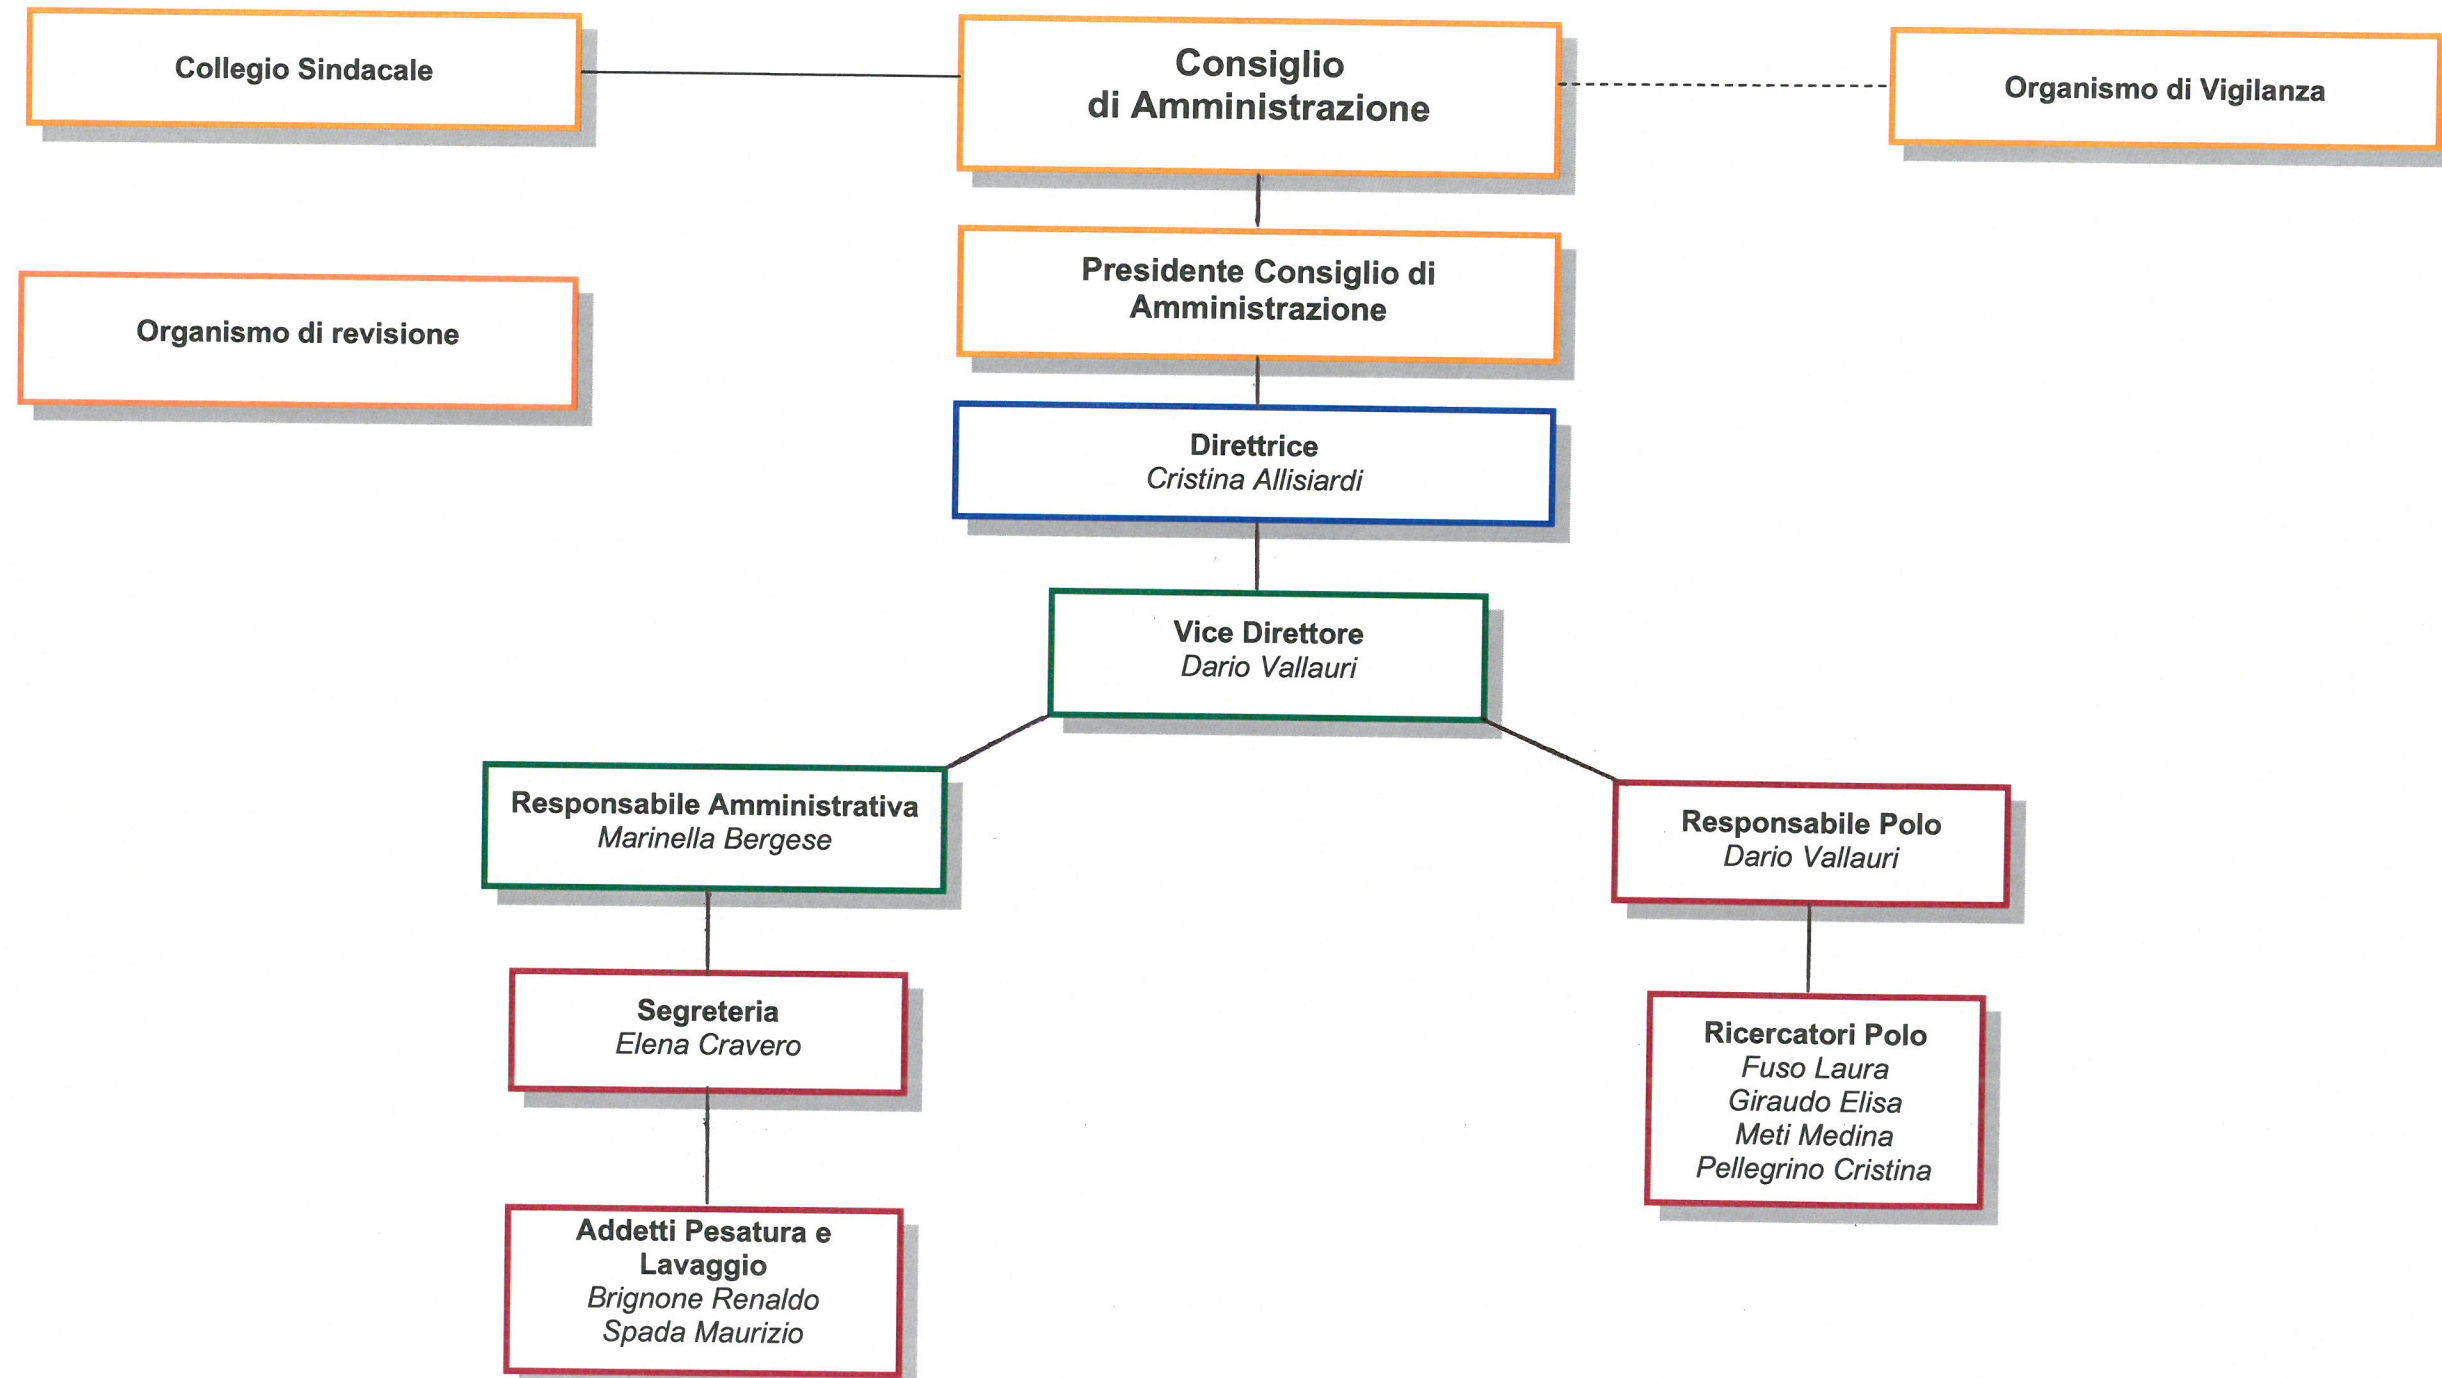 Collegio Sindacale
Consiglio
di Amministrazione
Organismo di Vigilanza
Presidente Consiglio di
Amministrazione
Organismo di revisione
Direttrice
Cristina Allisiardi
Vice Direttore
Dario Vallauri
Responsabile Amministrativa
Marinella Bergese
Responsabile Polo
Dario Vallauri
Segreteria
Elena Cravero
Ricercatori Polo
Fuso Laura
Giraudo Elisa
Meti Medina
Pellegrino Cristina
Addetti Pesatura e
Lavaggio
Brignone Renaldo
Spada Maurizio